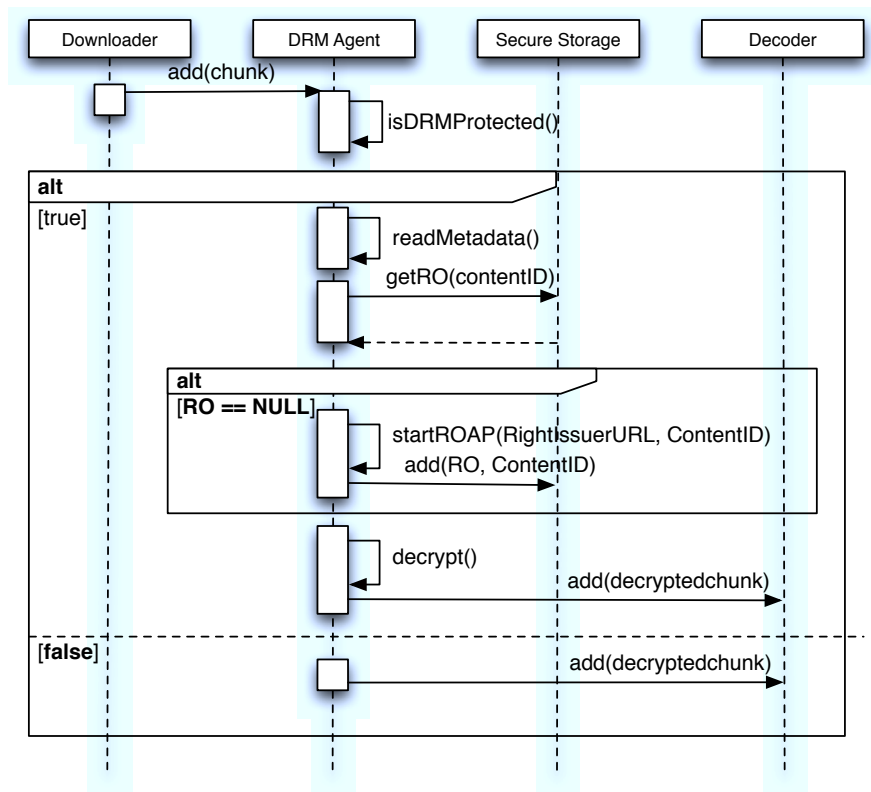 Downloader
DRM Agent
Secure Storage
Decoder
add(chunk)
isDRMProtected()
alt
[true]
readMetadata()
getRO(contentID)
alt
[RO == NULL]
startROAP(RightIssuerURL, ContentID)
add(RO, ContentID)
decrypt()
add(decryptedchunk)
[false]
add(decryptedchunk)